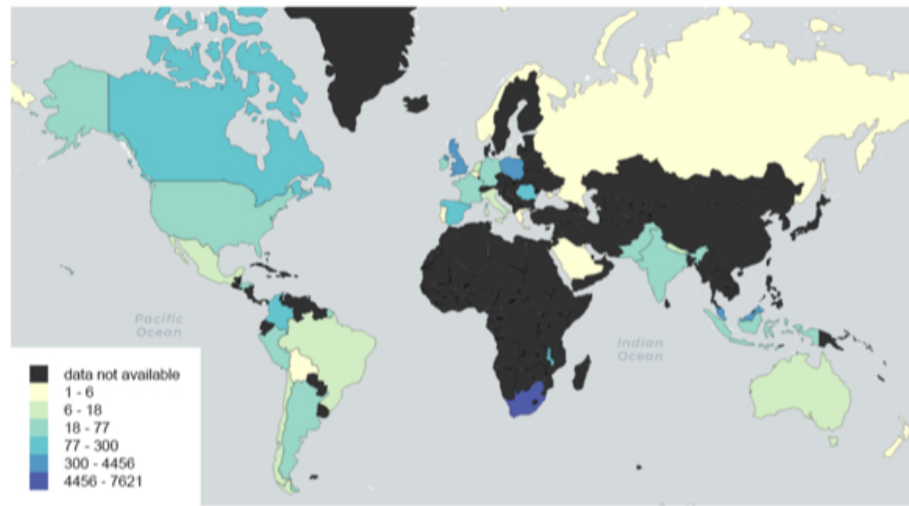 Pacific
Ocean
Indian
Ocean
data not available
1 - 6
6 - 18
18 - 77
77 - 300
300 - 4456
4456 - 7621